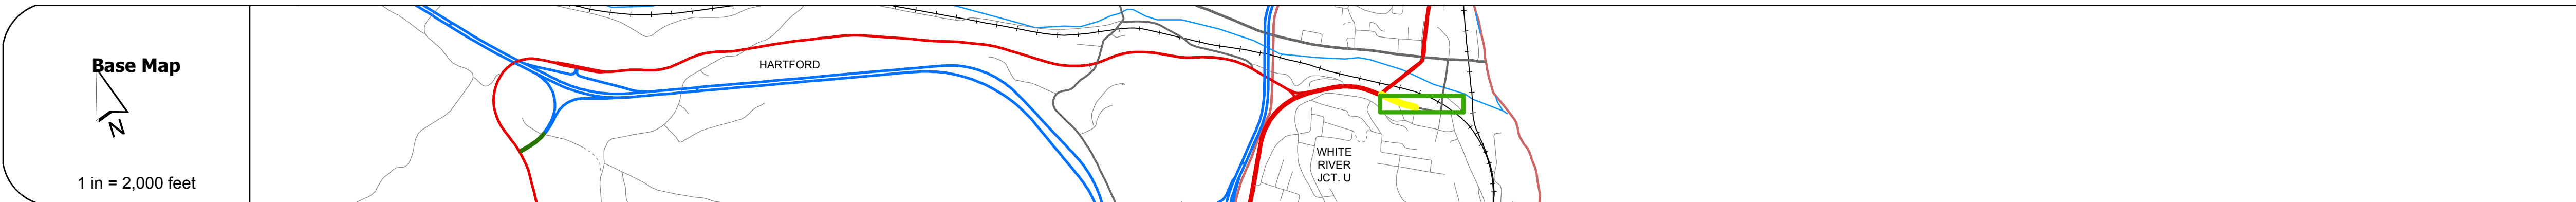 Base Map
N
1 in = 2,000 feet
HARTFORD
WHITE
RIVER
JCT. U